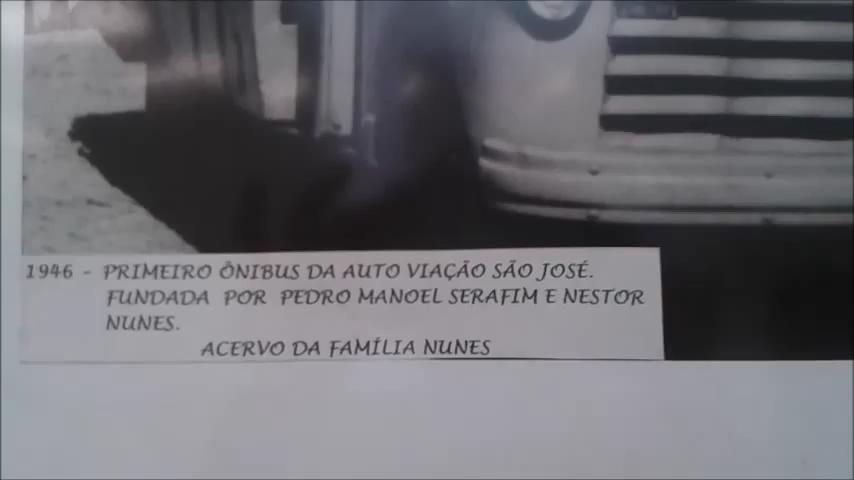 1946 - PRIMEIRO ÔNIBUS DA AUTO VIAÇÃO SÃO JOSÉ.
FUNDADA POR PEDRO MANOEL SERAFIM E NESTOR
NUNES.
ACERVO DA FAMÍLIA NUNES